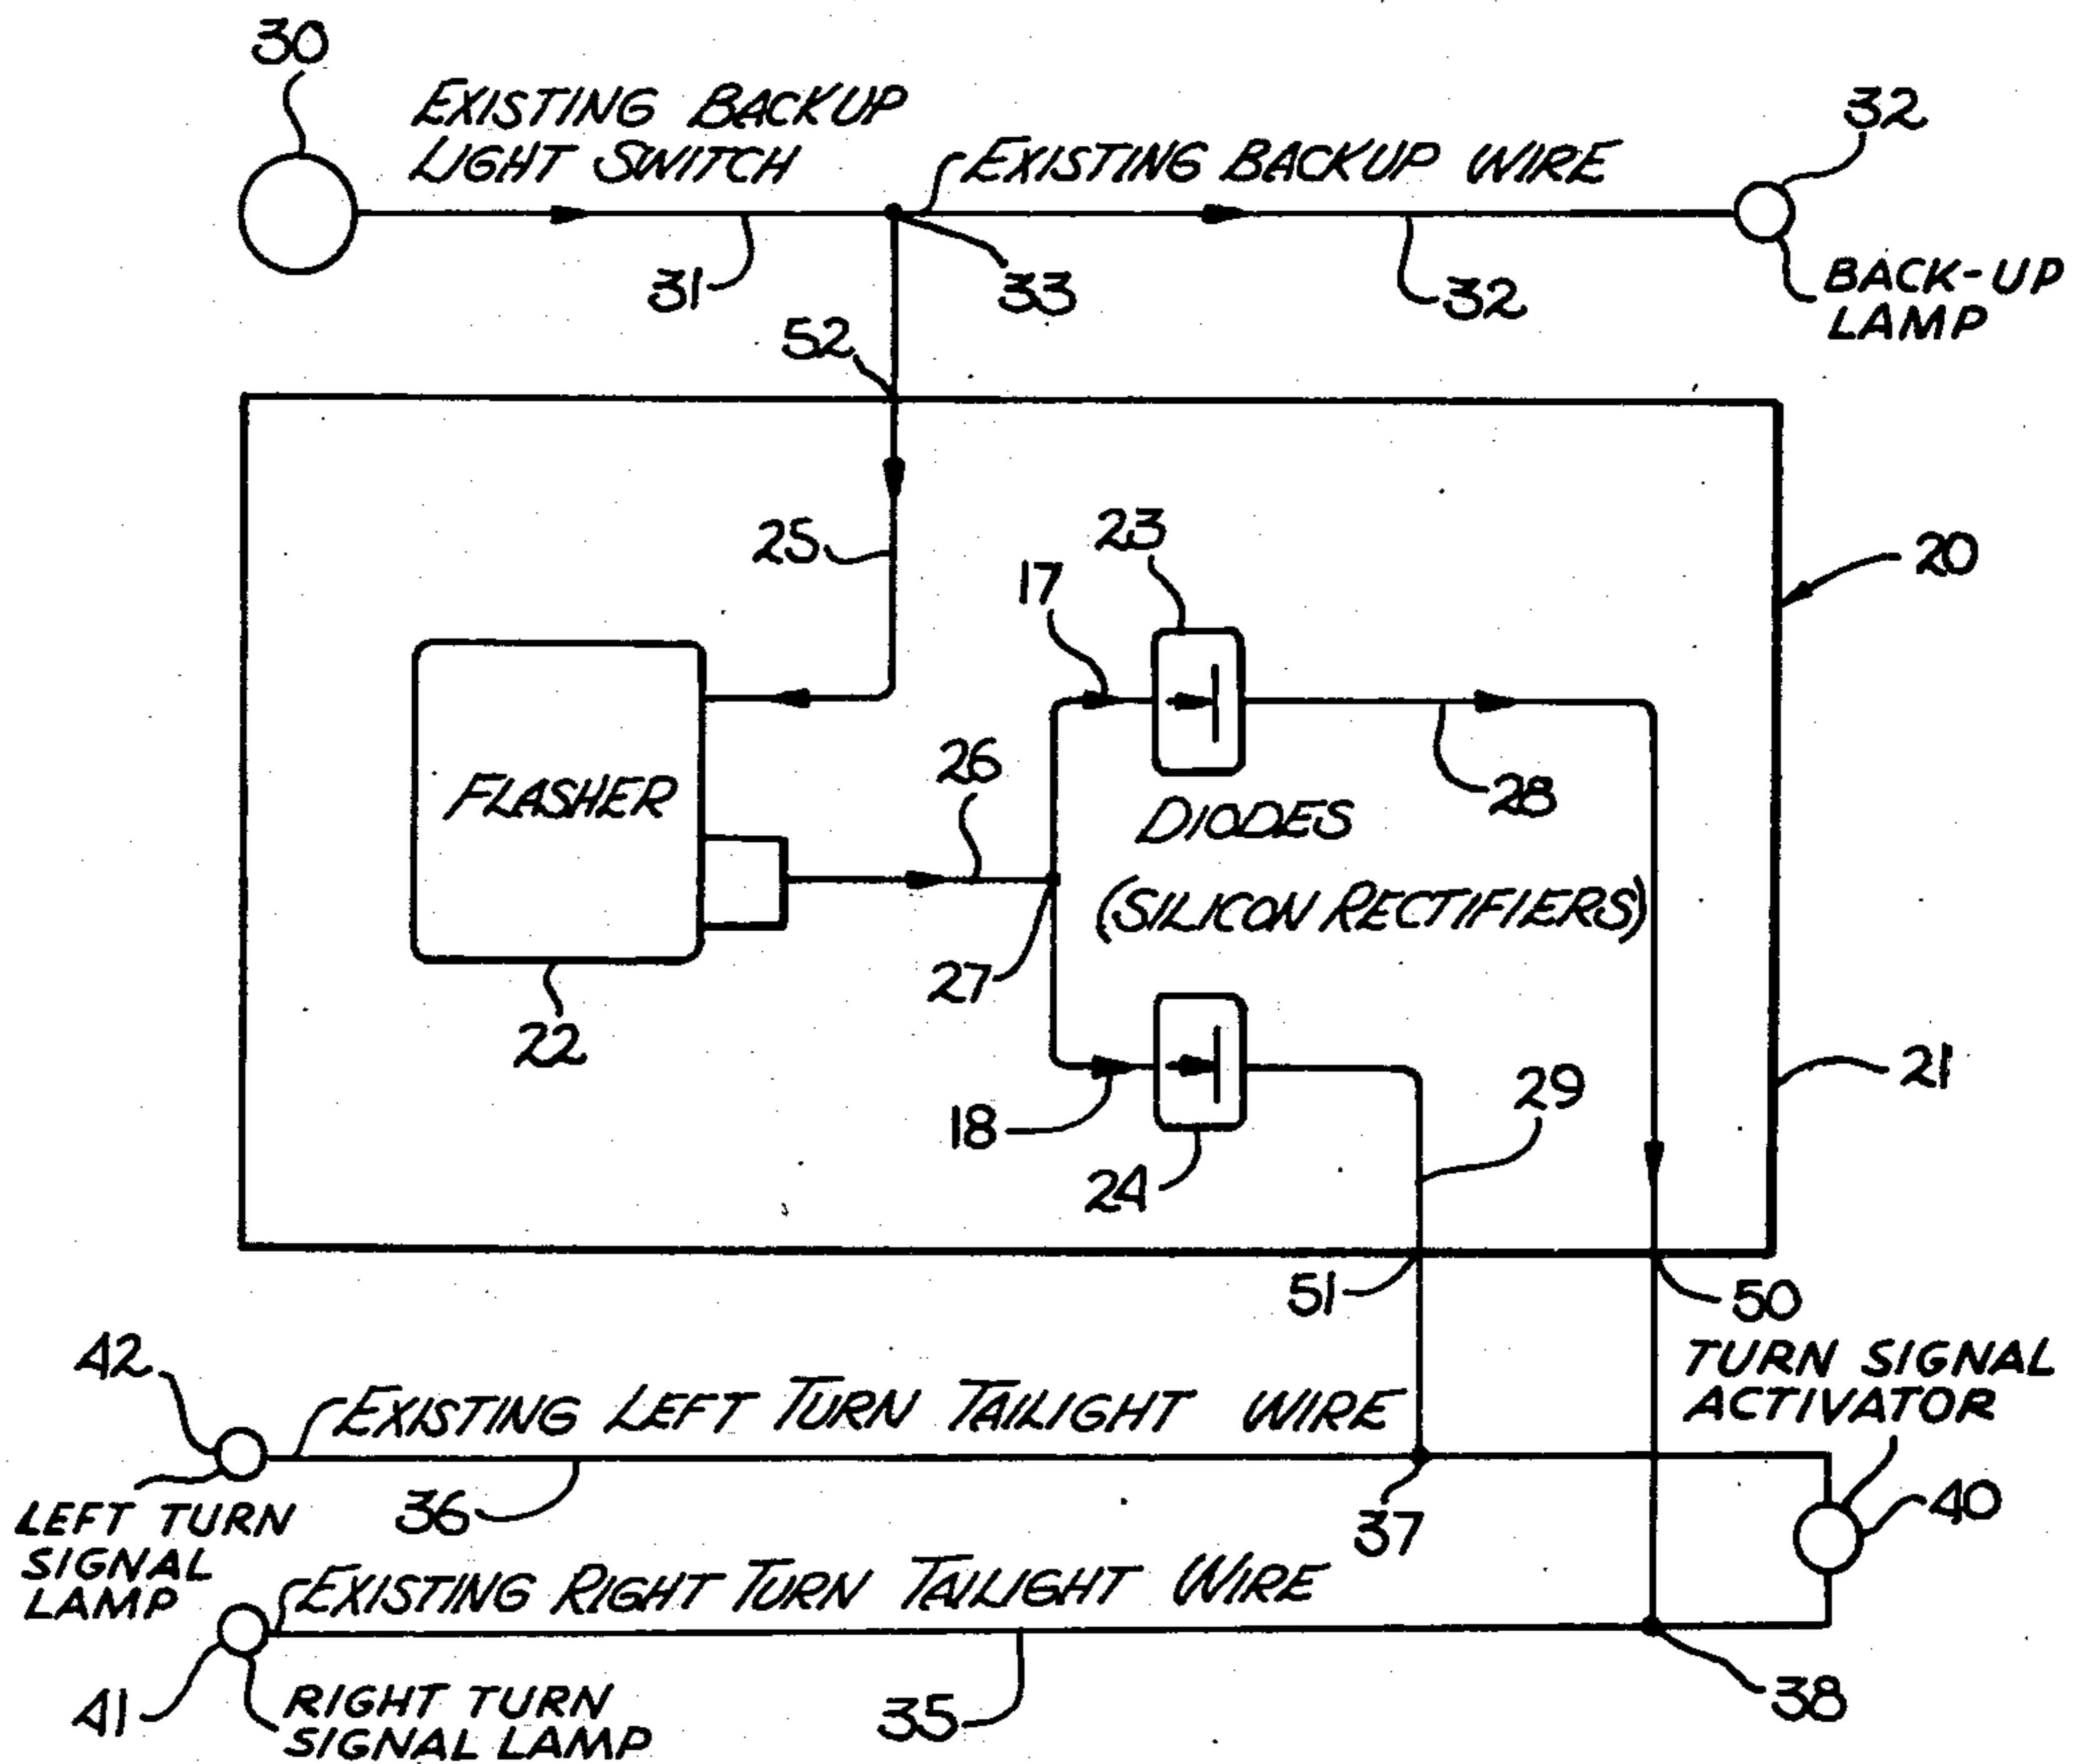 30
EXISTING BACKUP
LIGHT SWITCH
EXISTING BACKUP WIRE
32
31
33
32
BACK-UP
LAMP
52
25
23
20
17
26
28
FLASHER
DIODES
(SILICON RECTIFIERS)
27
22
18
24
29
21
51
50
42
EXISTING LEFT TURN TAILIGHT WIRE
TURN SIGNAL
ACTIVATOR
LEFT TURN
SIGNAL
LAMP
36
37
40
EXISTING RIGHT TURN TAILIGHT WIRE
41
RIGHT TURN
SIGNAL LAMP
35
38